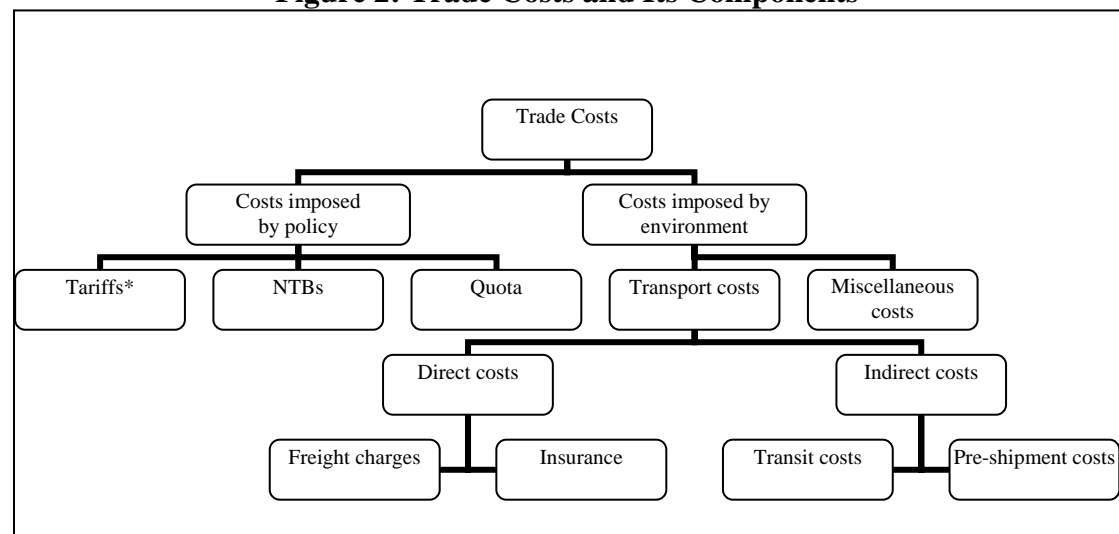 Figure 2: Trade Costs and Its Components
Trade Costs
Costs imposed
by policy
Costs imposed by
environment
Tariffs*
NTBs
Quota
Transport costs
Miscellaneous
costs
Direct costs
Indirect costs
Freight charges
Insurance
Transit costs
Pre-shipment costs